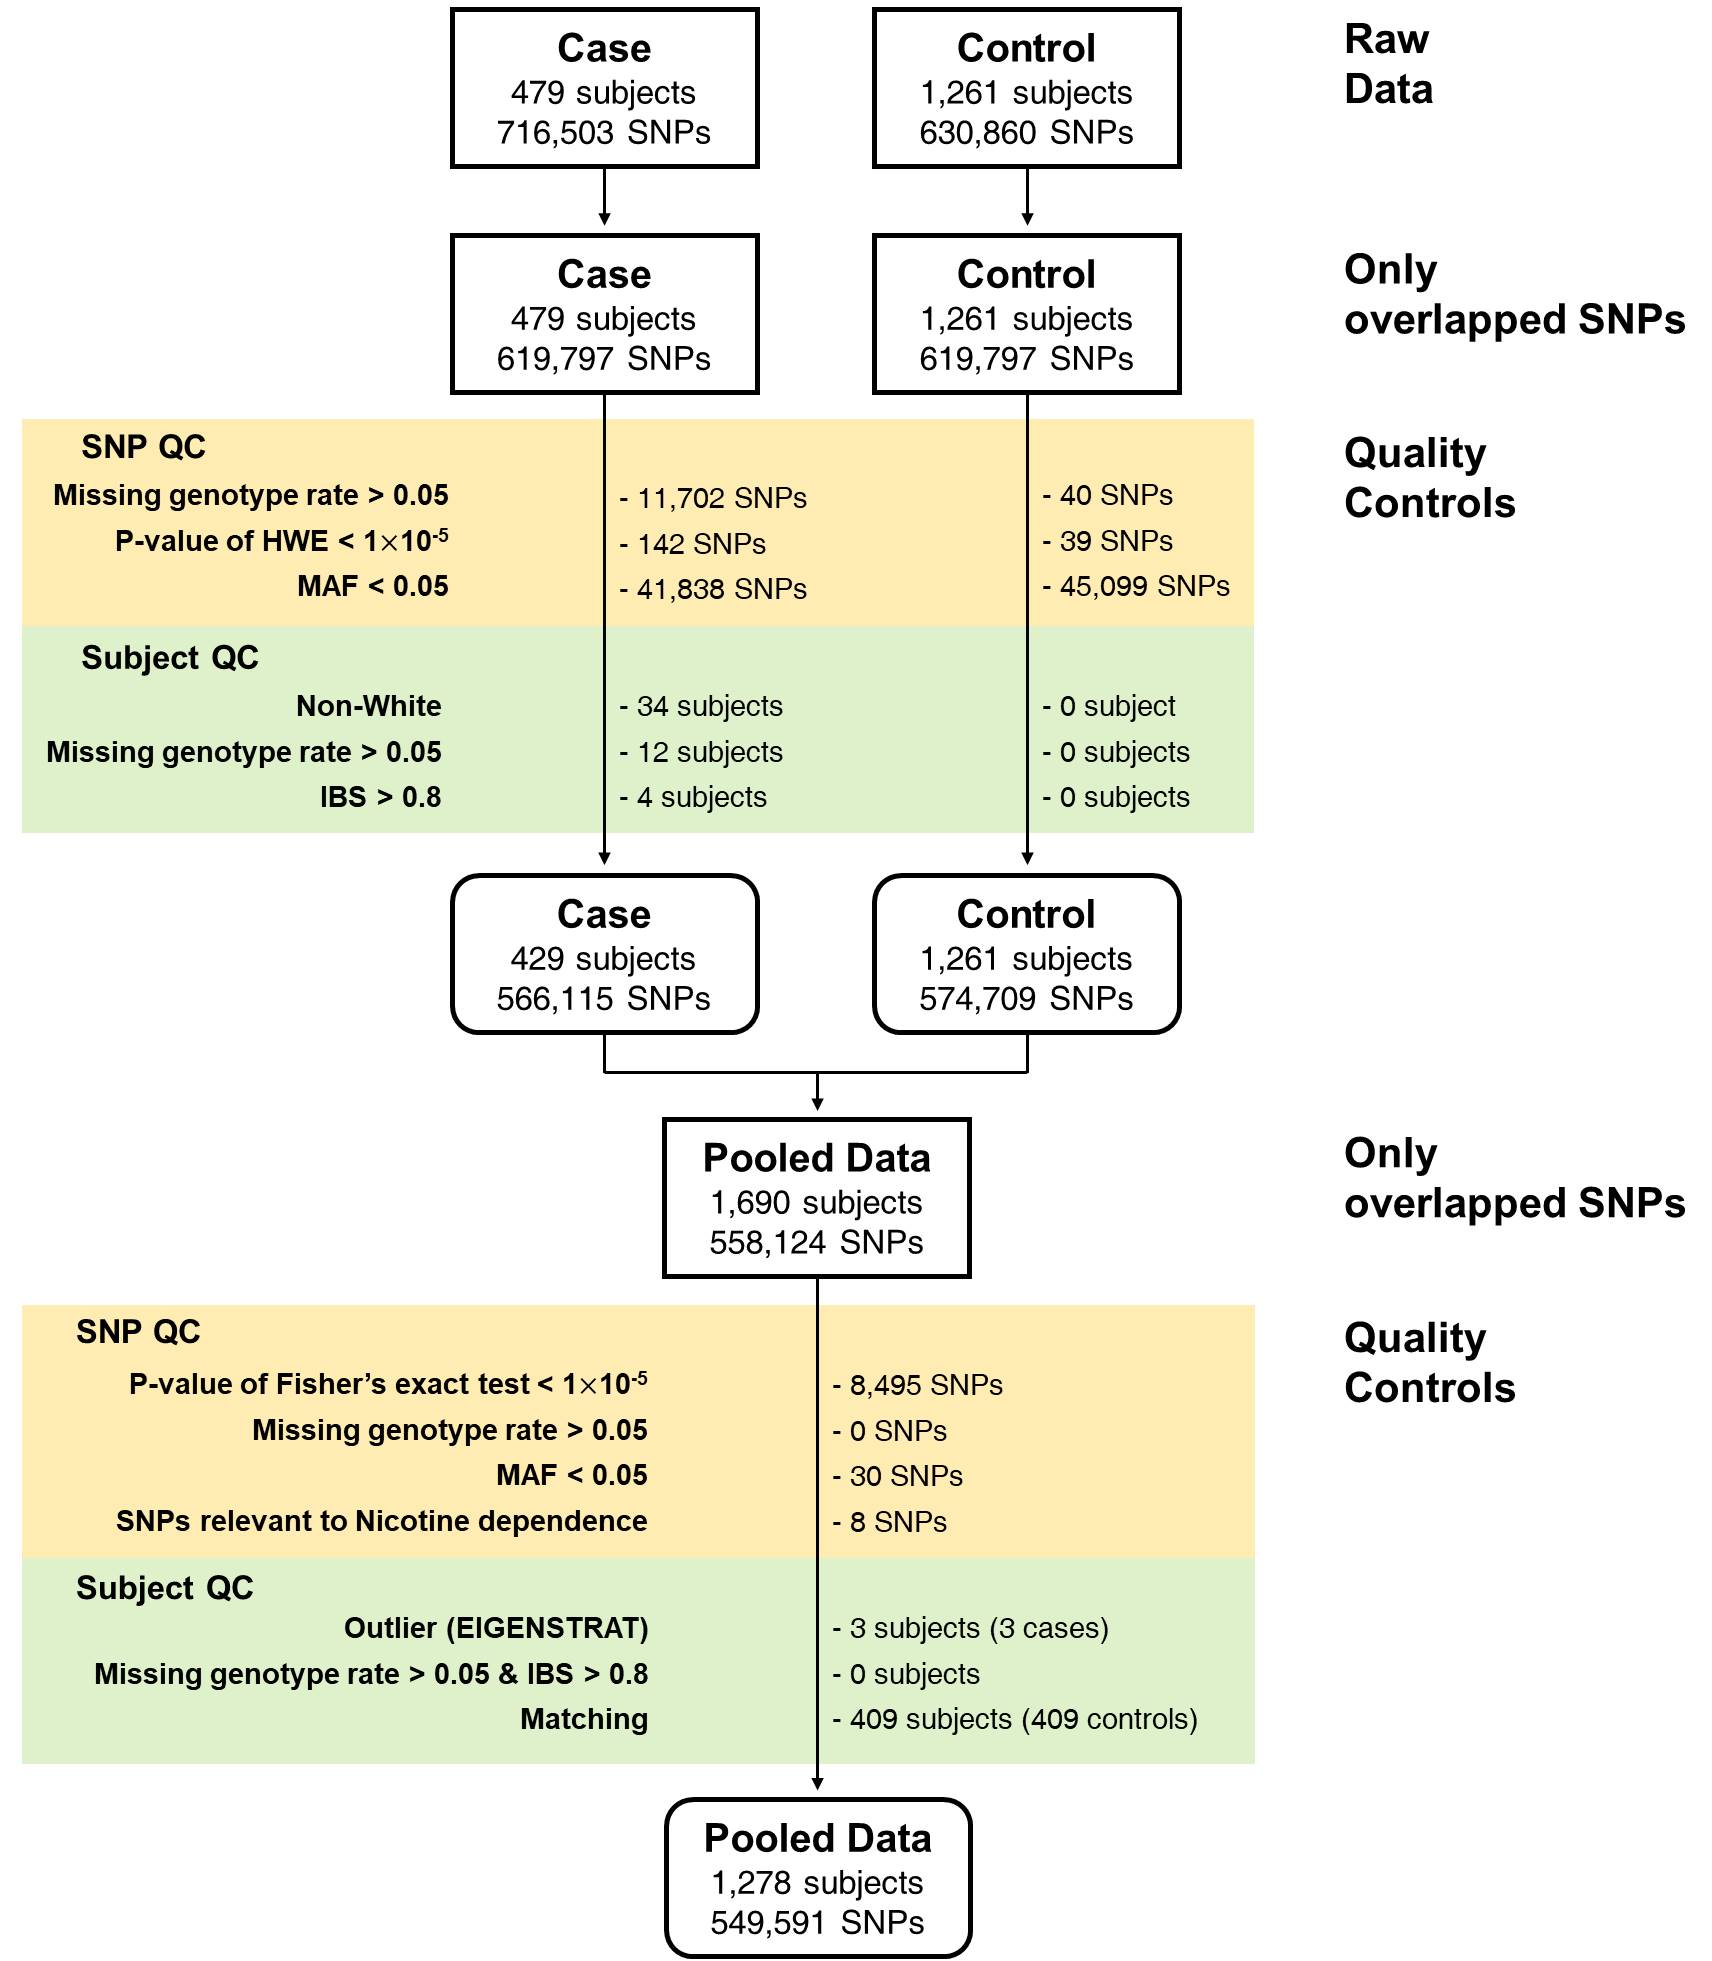 Case
479 subjects
716,503 SNPs
Control
1,261 subjects
630,860 SNPs
Raw
Data
Case
479 subjects
619,797 SNPs
Control
1,261 subjects
619,797 SNPs
Only
overlapped SNPs
SNP QC
Missing genotype rate > 0.05 - 11,702 SNPs - 40 SNPs
P-value of HWE < 1×10-5 - 142 SNPs - 39 SNPs
MAF < 0.05 - 41,838 SNPs - 45,099 SNPs
Quality
Controls
Subject QC
Non-White - 34 subjects - 0 subject
Missing genotype rate > 0.05 - 12 subjects - 0 subjects
IBS > 0.8 - 4 subjects - 0 subjects
Case
429 subjects
566,115 SNPs
Control
1,261 subjects
574,709 SNPs
Pooled Data
1,690 subjects
558,124 SNPs
Only
overlapped SNPs
SNP QC
P-value of Fisher’s exact test < 1×10-5 - 8,495 SNPs
Missing genotype rate > 0.05 - 0 SNPs
MAF < 0.05 - 30 SNPs
SNPs relevant to Nicotine dependence - 8 SNPs
Quality
Controls
Subject QC
Outlier (EIGENSTRAT) - 3 subjects (3 cases)
Missing genotype rate > 0.05 & IBS > 0.8 - 0 subjects
Matching - 409 subjects (409 controls)
Pooled Data
1,278 subjects
549,591 SNPs